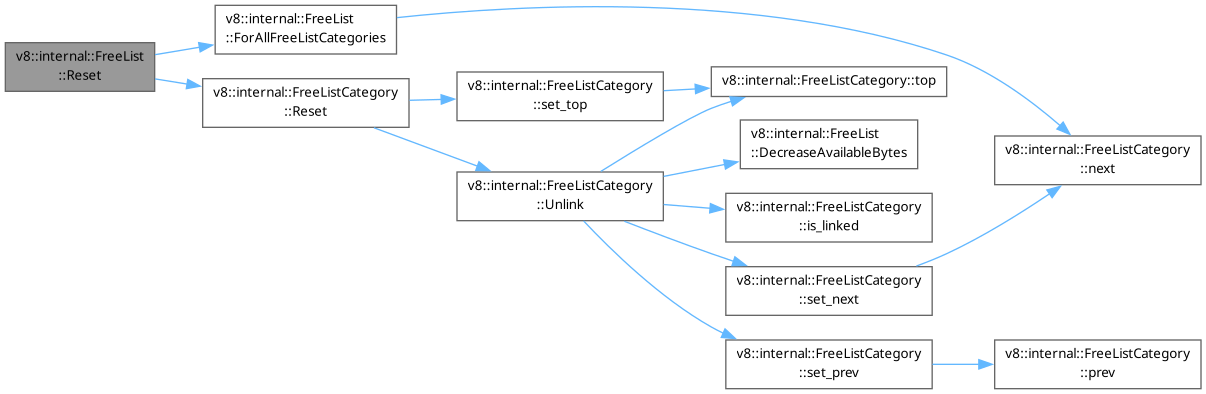 v8::internal::FreeList
::Reset
v8::internal::FreeList
::ForAllFreeListCategories
v8::internal::FreeListCategory
::Reset
v8::internal::FreeListCategory
::set_top
v8::internal::FreeListCategory
::Unlink
v8::internal::FreeListCategory::top
v8::internal::FreeList
::DecreaseAvailableBytes
v8::internal::FreeListCategory
::is_linked
v8::internal::FreeListCategory
::set_next
v8::internal::FreeListCategory
::set_prev
v8::internal::FreeListCategory
::next
v8::internal::FreeListCategory
::prev